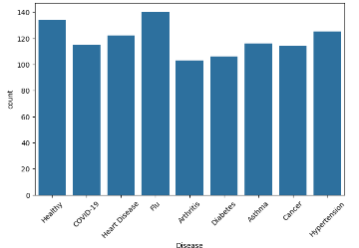 140
120
100
80
60
40
20
0
count
Healthy
COVID-19
Heart Disease
Flu
Arthritis
Diabetes
Asthma
Cancer
Hypertension
Disease